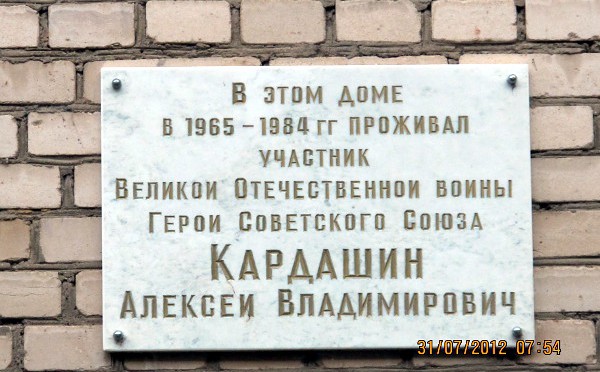 В ЭТОМ ДОМЕ
В 1965 – 1984 гг ПРОЖИВАЛ
УЧАСТНИК
ВЕЛИКОИ ОТЕЧЕСТВЕННОИ ВОИНЫ
ГЕРОИ СОВЕТСКОГО СОЮЗА
КАРДАШИН
АЛЕКСЕИ ВЛАДИМИРОВИЧ
31/07/2012 07:54